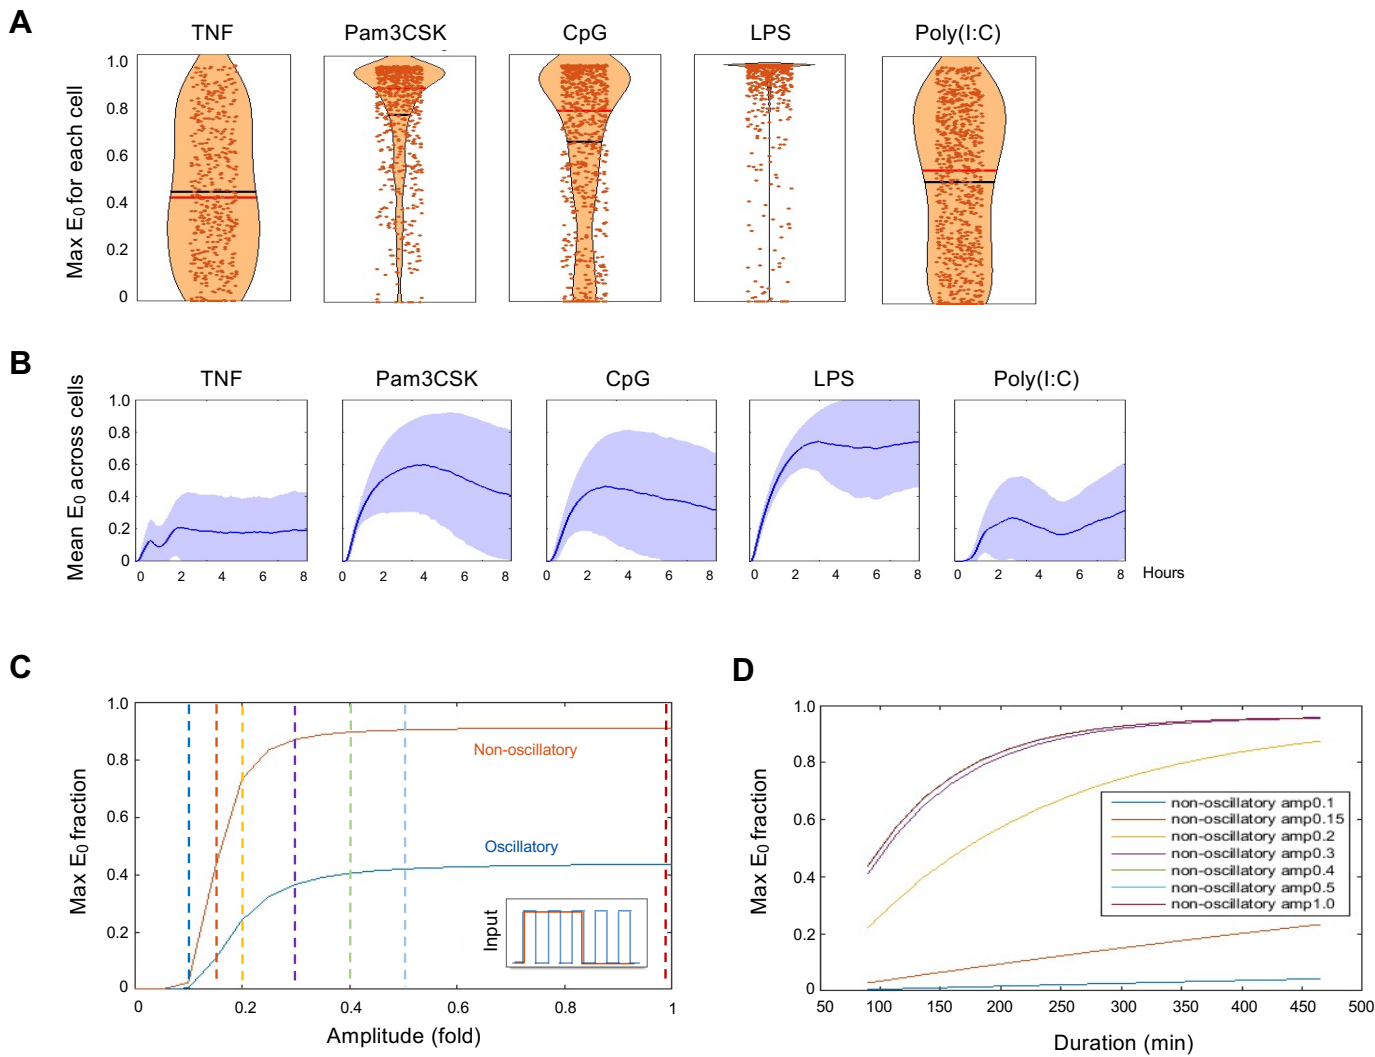 A
TNF Pam3CSK CpG LPS Poly(I:C)
Max E0 for each cell
1.0
0.8
0.6
0.4
0.2
0
B
TNF Pam3CSK CpG LPS Poly(I:C)
Mean E0 across cells
1.0
0.8
0.6
0.4
0.2
0
0 2 4 6 8 0 2 4 6 8 0 2 4 6 8 0 2 4 6 8 0 2 4 6 8 Hours
C
Max E0 fraction
1.0
0.8
0.6
0.4
0.2
0
Non-oscillatory
Oscillatory
Input
0.2 0.4 0.6 0.8 1
Amplitude (fold)
D
Max E0 fraction
1.0
0.8
0.6
0.4
0.2
0
non-oscillatory amp0.1
non-oscillatory amp0.15
non-oscillatory amp0.2
non-oscillatory amp0.3
non-oscillatory amp0.4
non-oscillatory amp0.5
non-oscillatory amp1.0
50 100 150 200 250 300 350 400 450 500
Duration (min)